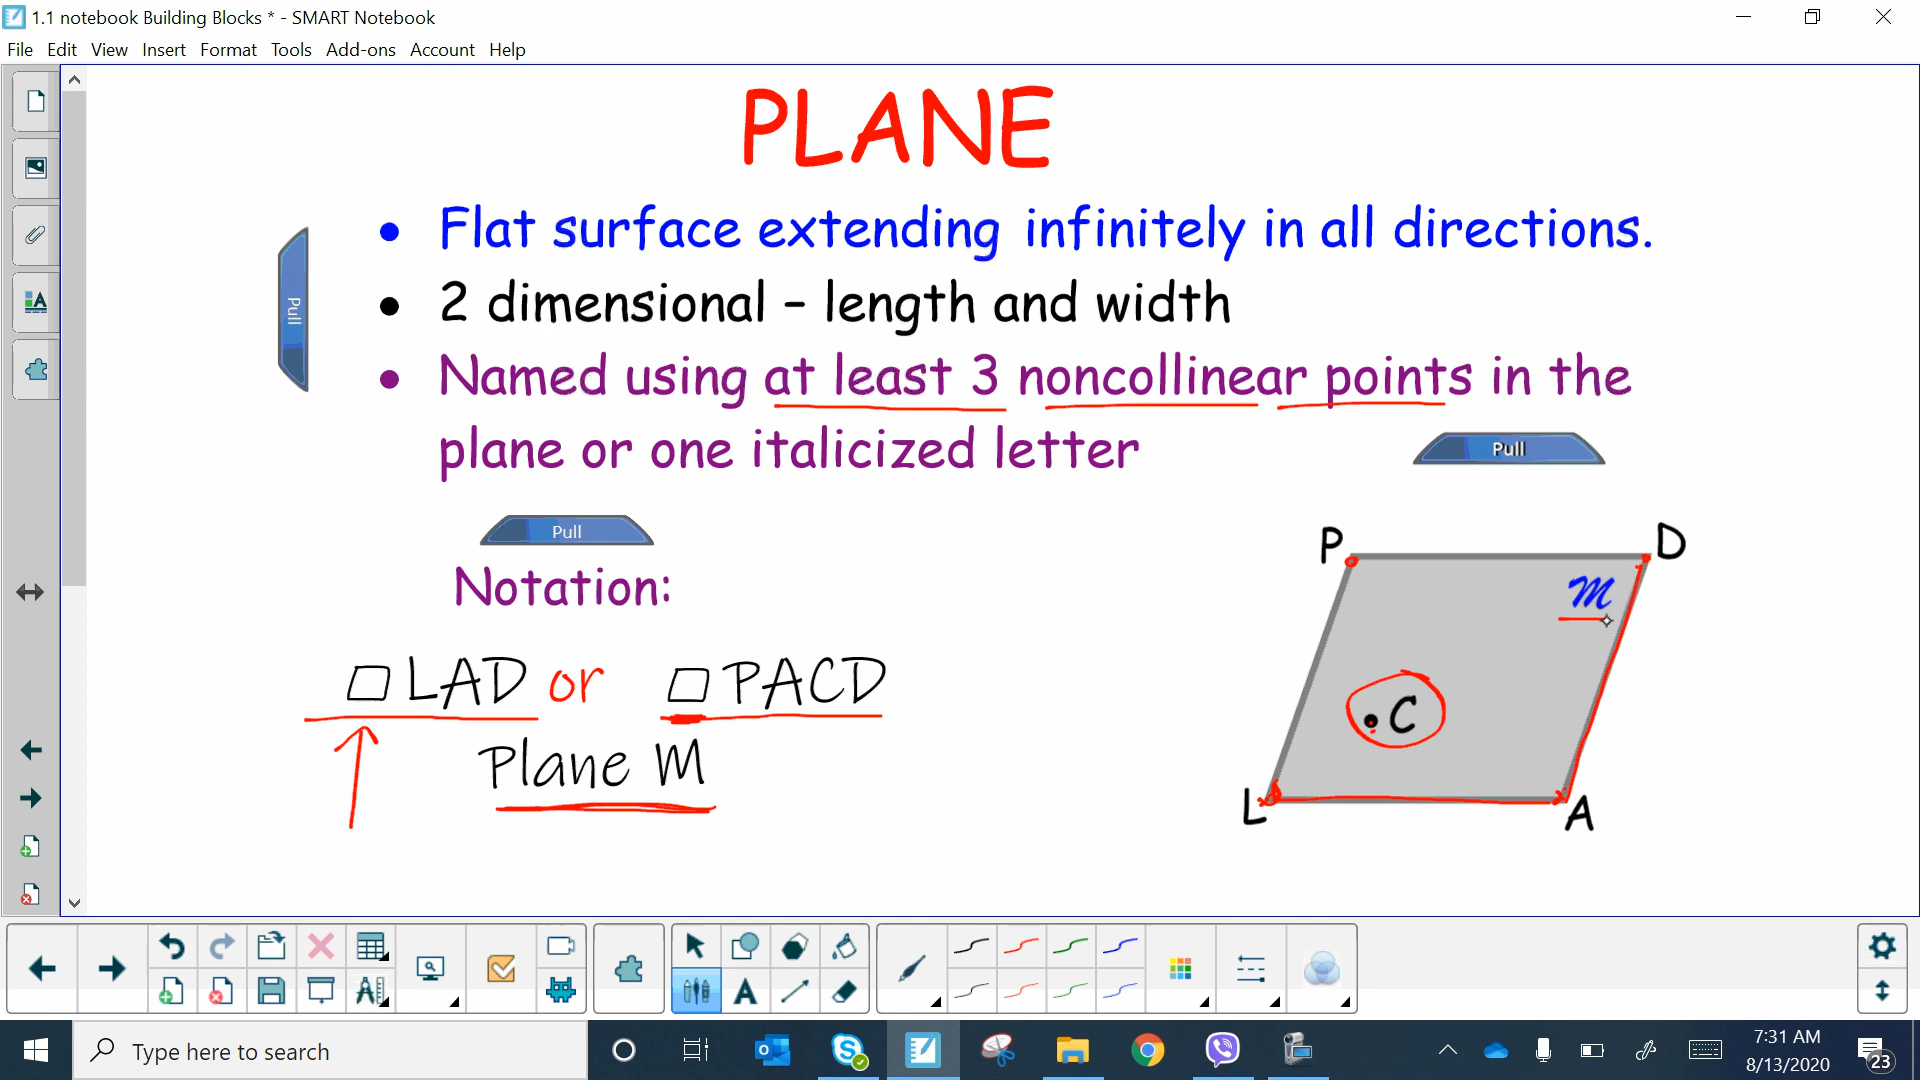 1.1 notebook Building Blocks * - SMART Notebook
File Edit View Insert Format Tools Add-ons Account Help
PLANE
• Flat surface extending infinitely in all directions.
• 2 dimensional – length and width
• Named using at least 3 noncollinear points in the
plane or one italicized letter
Pull
Pull
Pull
Notation:
▱LAD or ▱PACD
Plane M
P
D
M
C
L
A
Type here to search
7:31 AM
8/13/2020
23